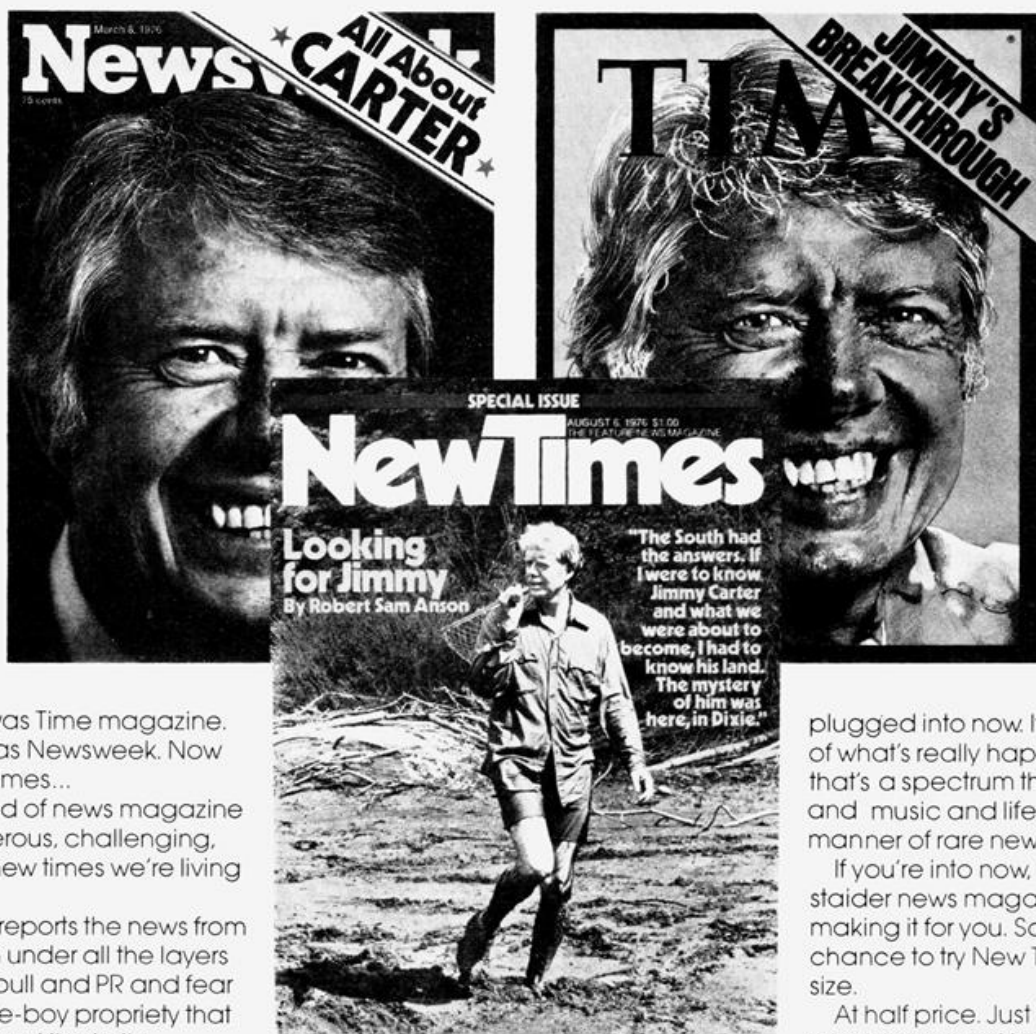 March 8, 1976
Newsw k
75 cents
All About
CARTER
TIM
JIMMY'S
BREAKTHROUGH
SPECIAL ISSUE
AUGUST 6, 1976 $1.00
THE FEATURE NEWS MAGAZINE
NewTimes
Looking
for Jimmy
By Robert Sam Anson
"The South had
the answers. If
I were to know
Jimmy Carter
and what we
were about to
become, I had to
know his land.
The mystery
of him was
here, in Dixie."
as Time magazine.
as Newsweek. Now
mes...
d of news magazine
erous, challenging,
ew times we're living
reports the news from
under all the layers
bull and PR and fear
e-boy propriety that
plugged into now. I
of what's really hap
that's a spectrum th
and music and life
manner of rare new
If you're into now,
staider news maga
making it for you. So
chance to try New T
size.
At half price. Just